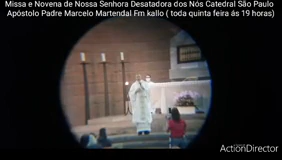 Missa e Novena de Nossa Senhora Desatadora dos Nós Catedral São Paulo
Apóstolo Padre Marcelo Martendal Fm kallo ( toda quinta feira ás 19 horas)
ActionDirector